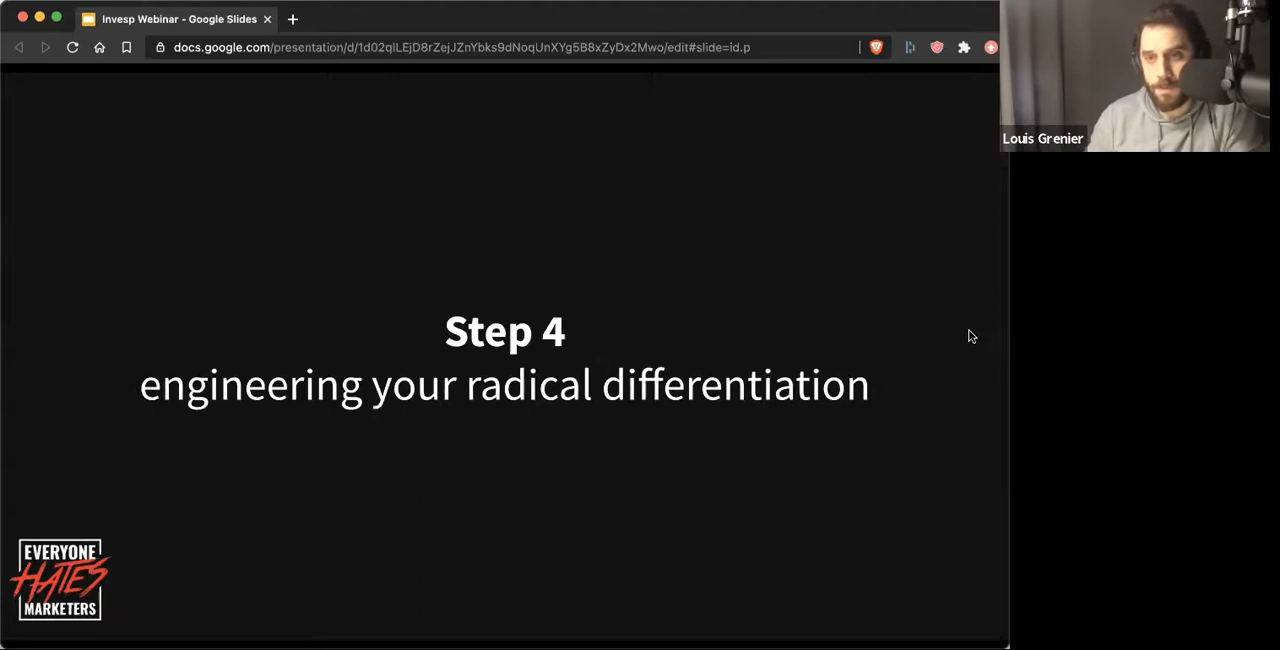 Invesp Webinar - Google Slides
docs.google.com/presentation/d/1d02qILEjD8rZejJZnYbks9dNoqUnXYg5B8xZyDx2Mwo/edit#slide=id.p
Louis Grenier
Step 4
engineering your radical differentiation
EVERYONE
HATES
MARKETERS